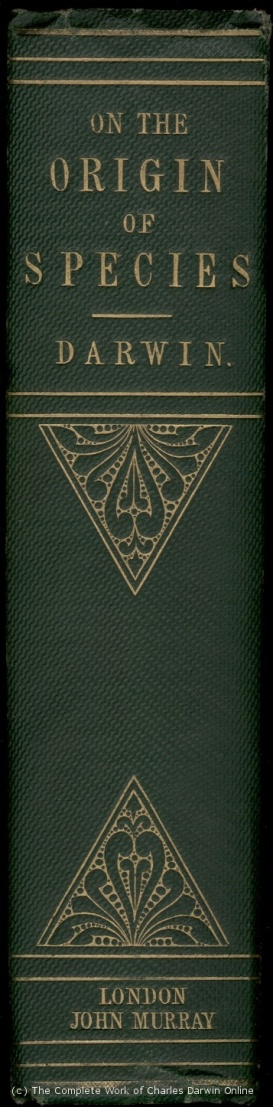 ON THE
ORIGIN
OF
SPECIES
DARWIN.
LONDON
JOHN MURRAY
(c) The Complete Work of Charles Darwin Online